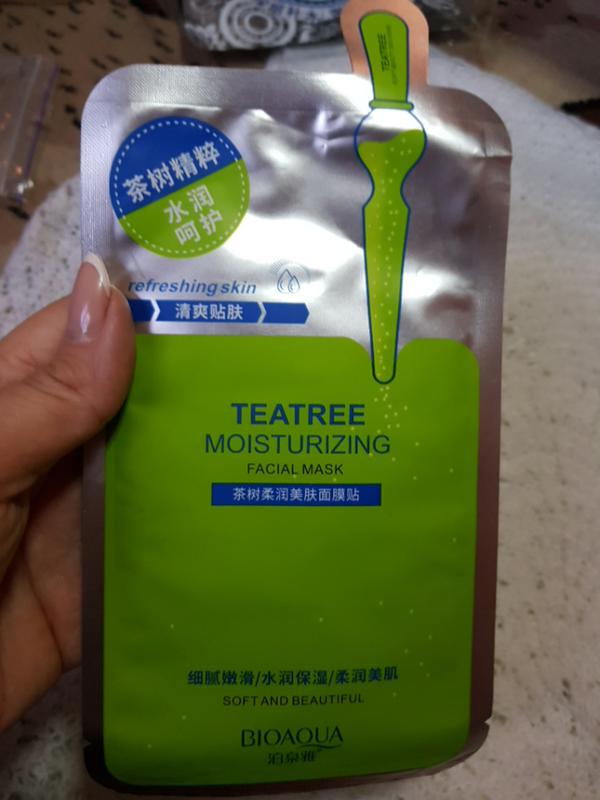 TEATREE
茶树精粹
水润
呵护
refreshing skin
清爽贴肤
TEATREE
MOISTURIZING
FACIAL MASK
茶树柔润美肤面膜贴
细腻嫩滑/水润保湿/柔润美肌
SOFT AND BEAUTIFUL
BIOAQUA
泊泉雅